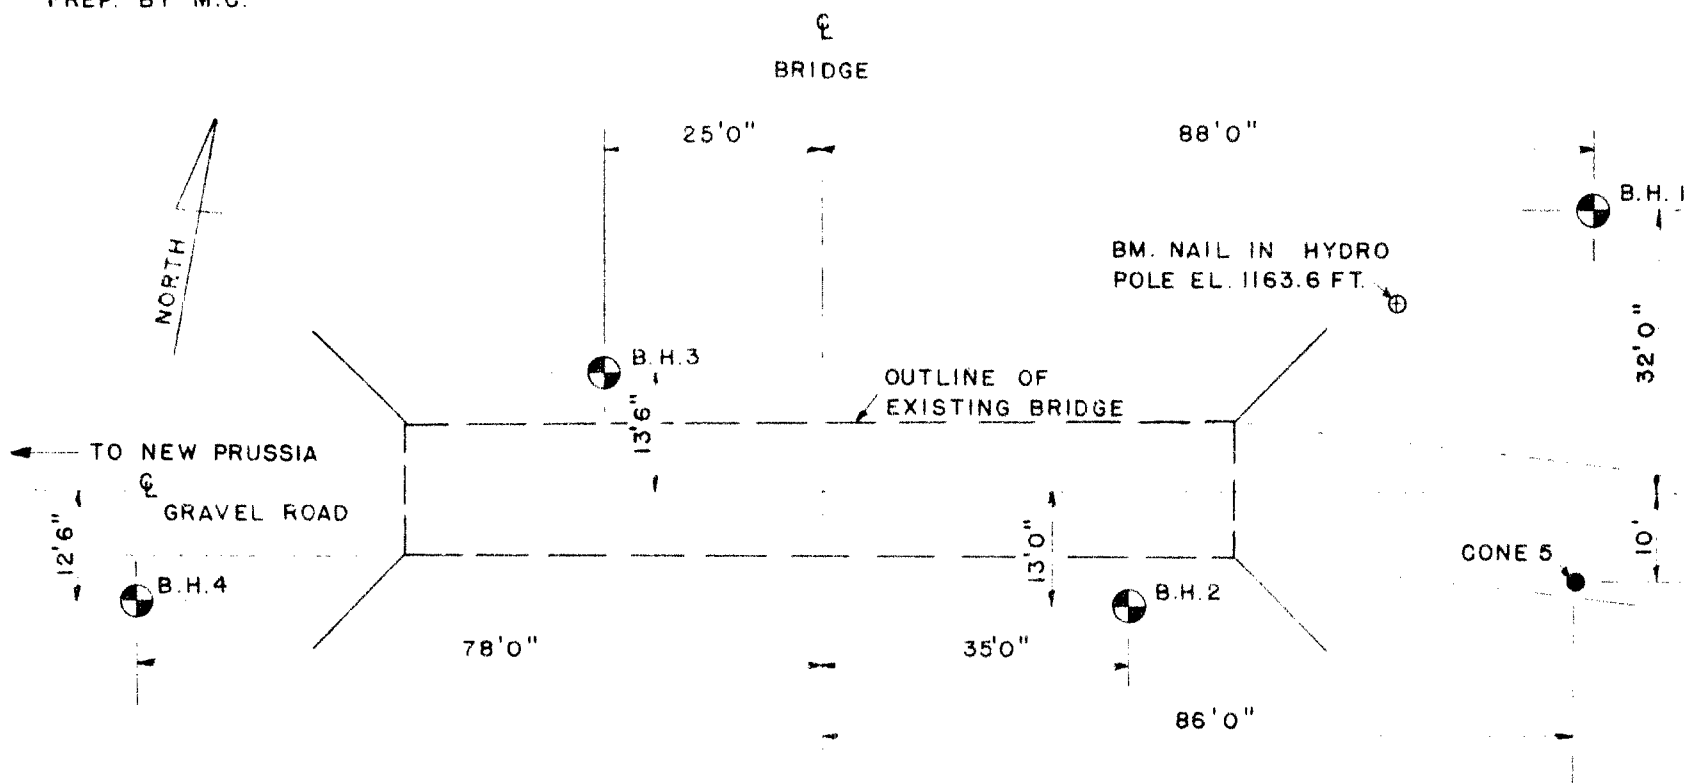 PREP. BY M.C.
℄
BRIDGE
25'0"
88'0"
B.H.1
NORTH
BM. NAIL IN HYDRO
POLE EL. 1163.6 FT.
32'0"
B.H.3
13'6"
OUTLINE OF
EXISTING BRIDGE
TO NEW PRUSSIA
℄
GRAVEL ROAD
12'6"
B.H.4
13'0"
B.H.2
CONE 5
10'
78'0"
35'0"
86'0"